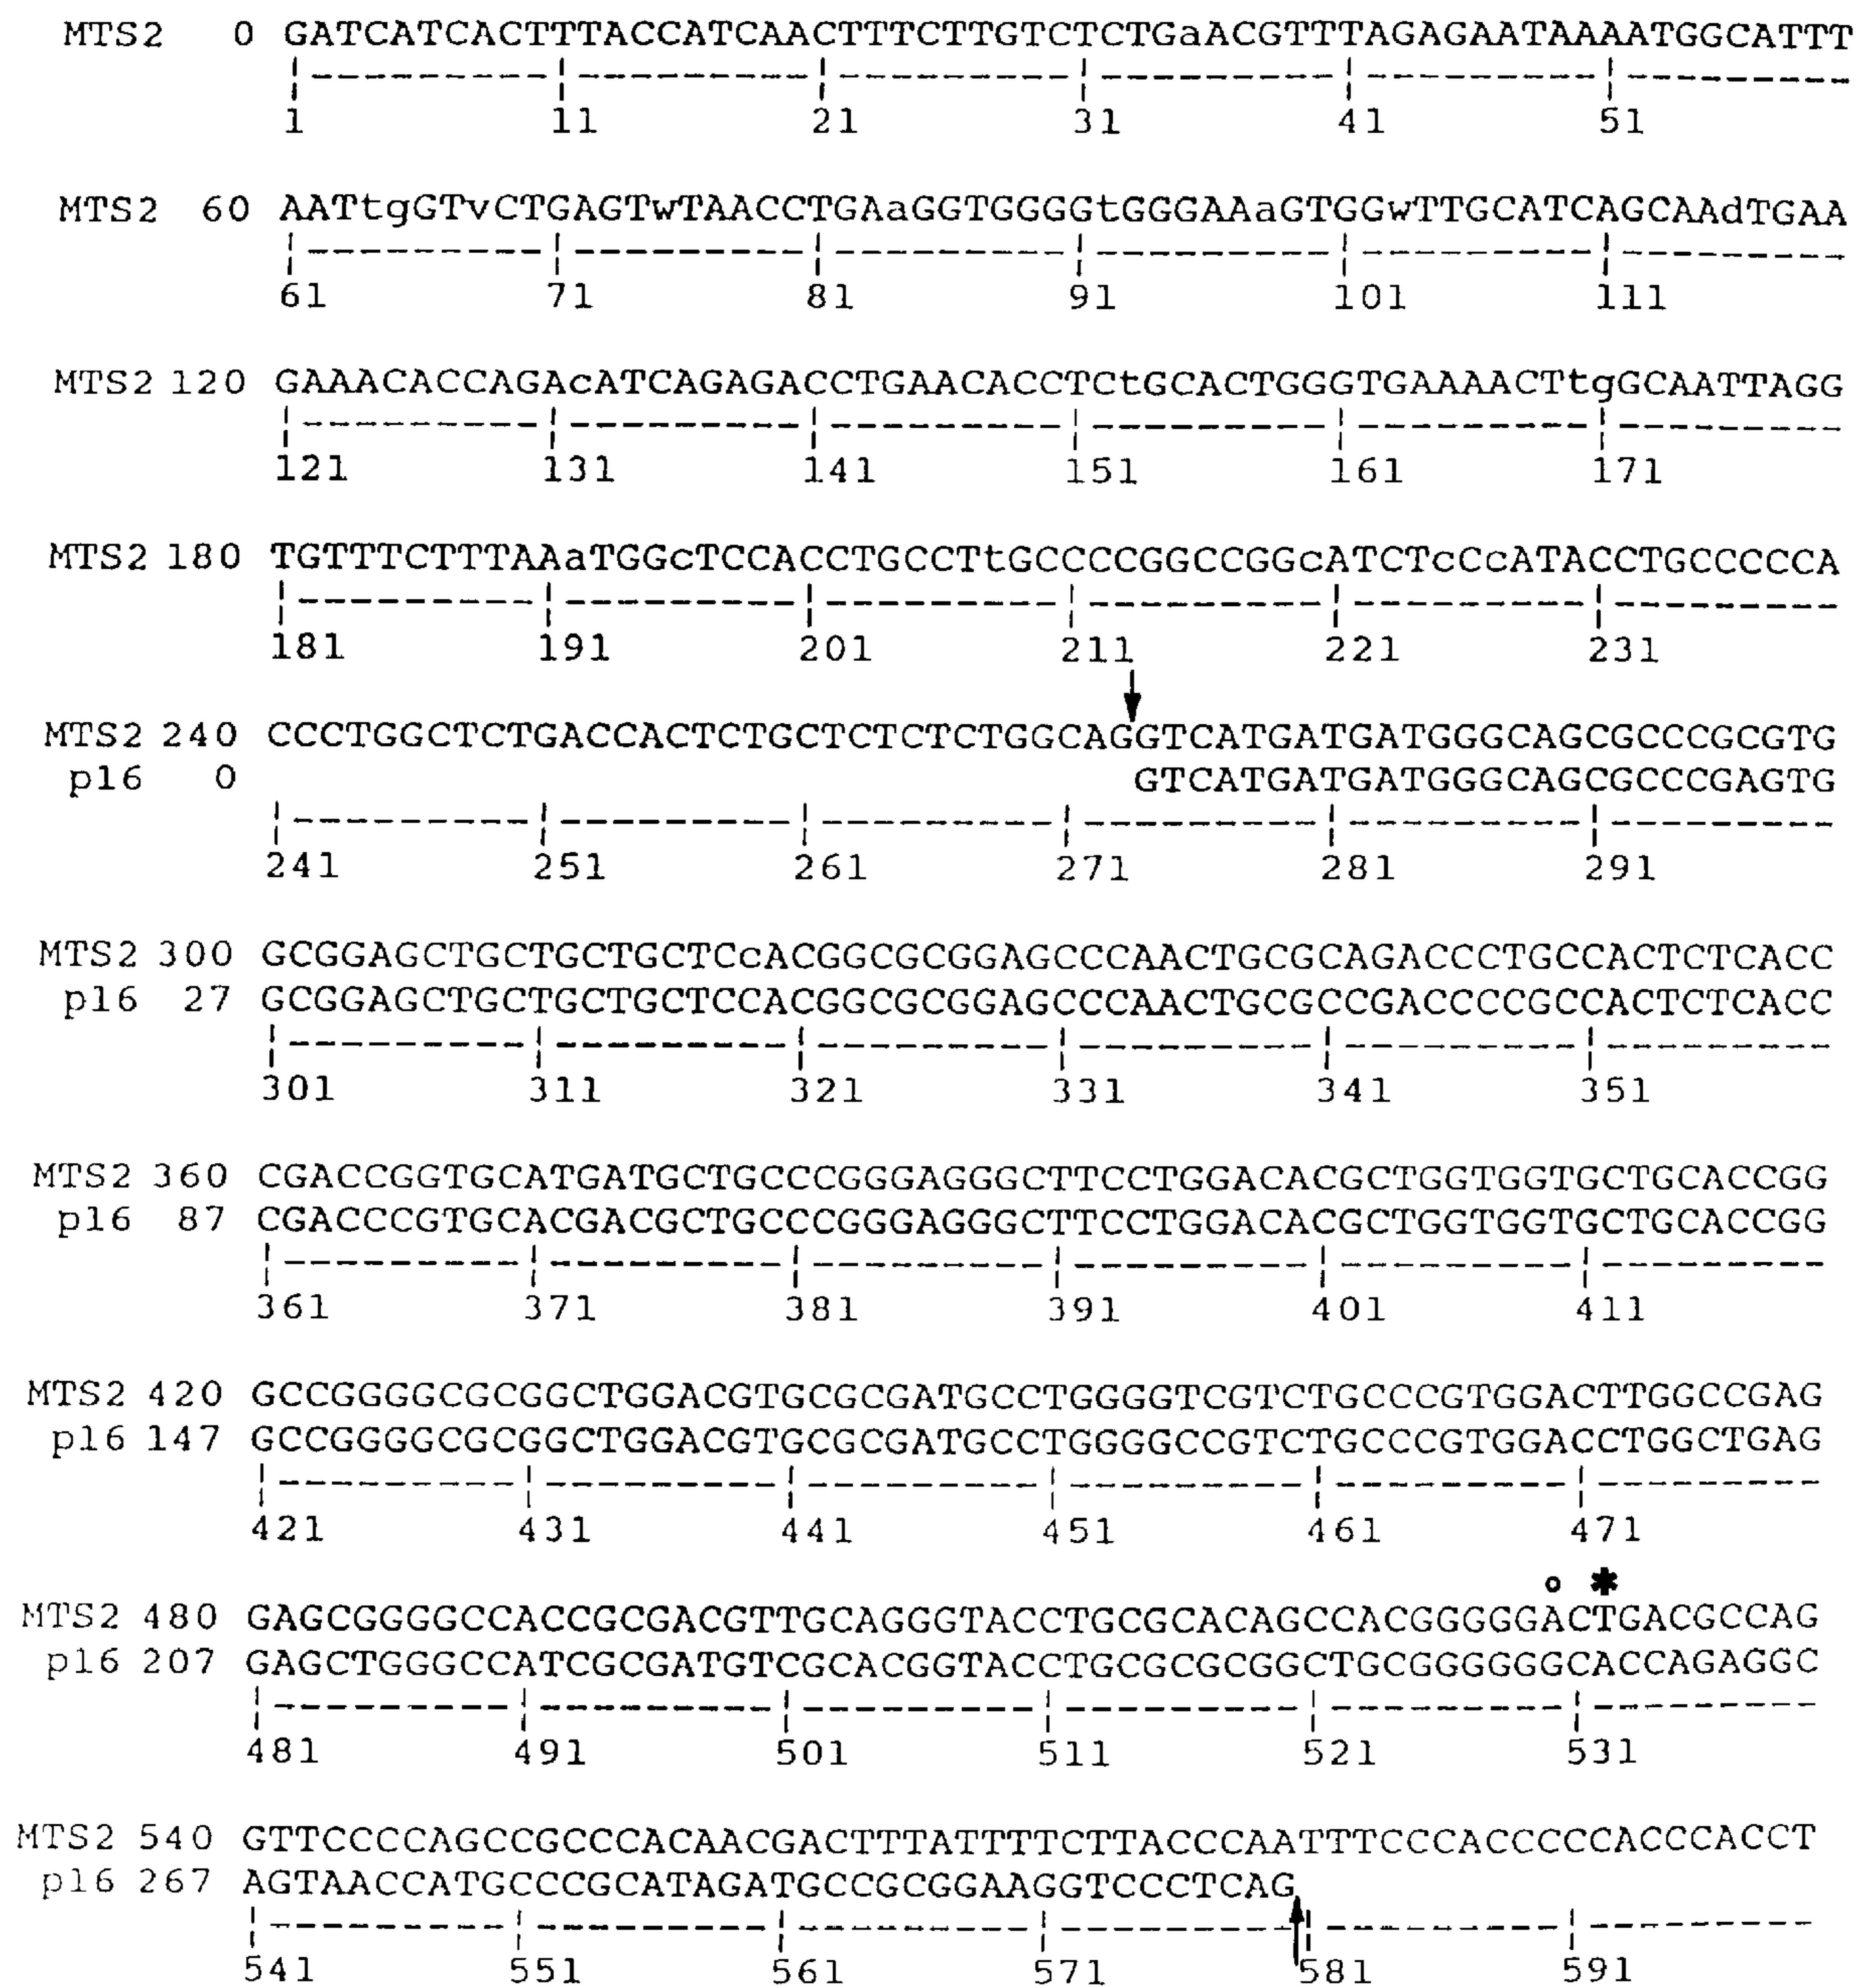 MTS2 0 GATCATCACTTTACCATCAACTTTCTTGTCTCTGaACGTTTAGAGAATAAAATGGCATTT
1 11 21 31 41 51
MTS2 60 AATtgGTvCTGAGTwTAACCTGAaGGTGGGGtGGGAAaGTGGwTTGCATCAGCAAdTGAA
61 71 81 91 101 111
MTS2 120 GAAACACCAGAcATCAGAGACCTGAACACCTCtGCACTGGGTGAAAACTtgGCAATTAGG
121 131 141 151 161 171
MTS2 180 TGTTTCTTTAAaTGGcTCCACCTGCCTtGCCCCGGCCGGcATCTcCcATACCTGCCCCCA
181 191 201 211 221 231
MTS2 240 CCCTGGCTCTGACCACTCTGCTCTCTCTGGCAGGTCATGATGATGGGCAGCGCCCGCGTG
p16 0 GTCATGATGATGGGCAGCGCCCGAGTG
241 251 261 271 281 291
MTS2 300 GCGGAGCTGCTGCTGCTCcACGGCGCGGAGCCCAACTGCGCAGACCCTGCCACTCTCACC
p16 27 GCGGAGCTGCTGCTGCTCCACGGCGCGGAGCCCAACTGCGCCGACCCCGCCACTCTCACC
301 311 321 331 341 351
MTS2 360 CGACCGGTGCATGATGCTGCCCGGGAGGGCTTCCTGGACACGCTGGTGGTGCTGCACCGG
p16 87 CGACCCGTGCACGACGCTGCCCGGGAGGGCTTCCTGGACACGCTGGTGGTGCTGCACCGG
361 371 381 391 401 411
MTS2 420 GCCGGGGCGCGGCTGGACGTGCGCGATGCCTGGGGTCGTCTGCCCGTGGACTTGGCCGAG
p16 147 GCCGGGGCGCGGCTGGACGTGCGCGATGCCTGGGGCCGTCTGCCCGTGGACCTGGCTGAG
421 431 441 451 461 471
° *
MTS2 480 GAGCGGGGCCACCGCGACGTTGCAGGGTACCTGCGCACAGCCACGGGGGACTGACGCCAG
p16 207 GAGCTGGGCCATCGCGATGTCGCACGGTACCTGCGCGCGGCTGCGGGGGGCACCAGAGGC
481 491 501 511 521 531
MTS2 540 GTTCCCCAGCCGCCCACAACGACTTTATTTTCTTACCCAATTTCCCACCCCCACCCACCT
p16 267 AGTAACCATGCCCGCATAGATGCCGCGGAAGGTCCCTCAG
541 551 561 571 581 591